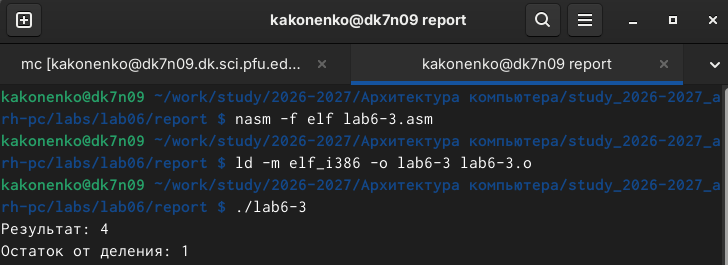 kakonenko@dk7n09 report
mc [kakonenko@dk7n09.dk.sci.pfu.ed...
kakonenko@dk7n09 report
kakonenko@dk7n09 ~/work/study/2026-2027/Архитектура компьютера/study_2026-2027_a
rh-pc/labs/lab06/report $ nasm -f elf lab6-3.asm
kakonenko@dk7n09 ~/work/study/2026-2027/Архитектура компьютера/study_2026-2027_a
rh-pc/labs/lab06/report $ ld -m elf_i386 -o lab6-3 lab6-3.o
kakonenko@dk7n09 ~/work/study/2026-2027/Архитектура компьютера/study_2026-2027_a
rh-pc/labs/lab06/report $ ./lab6-3
Результат: 4
Остаток от деления: 1